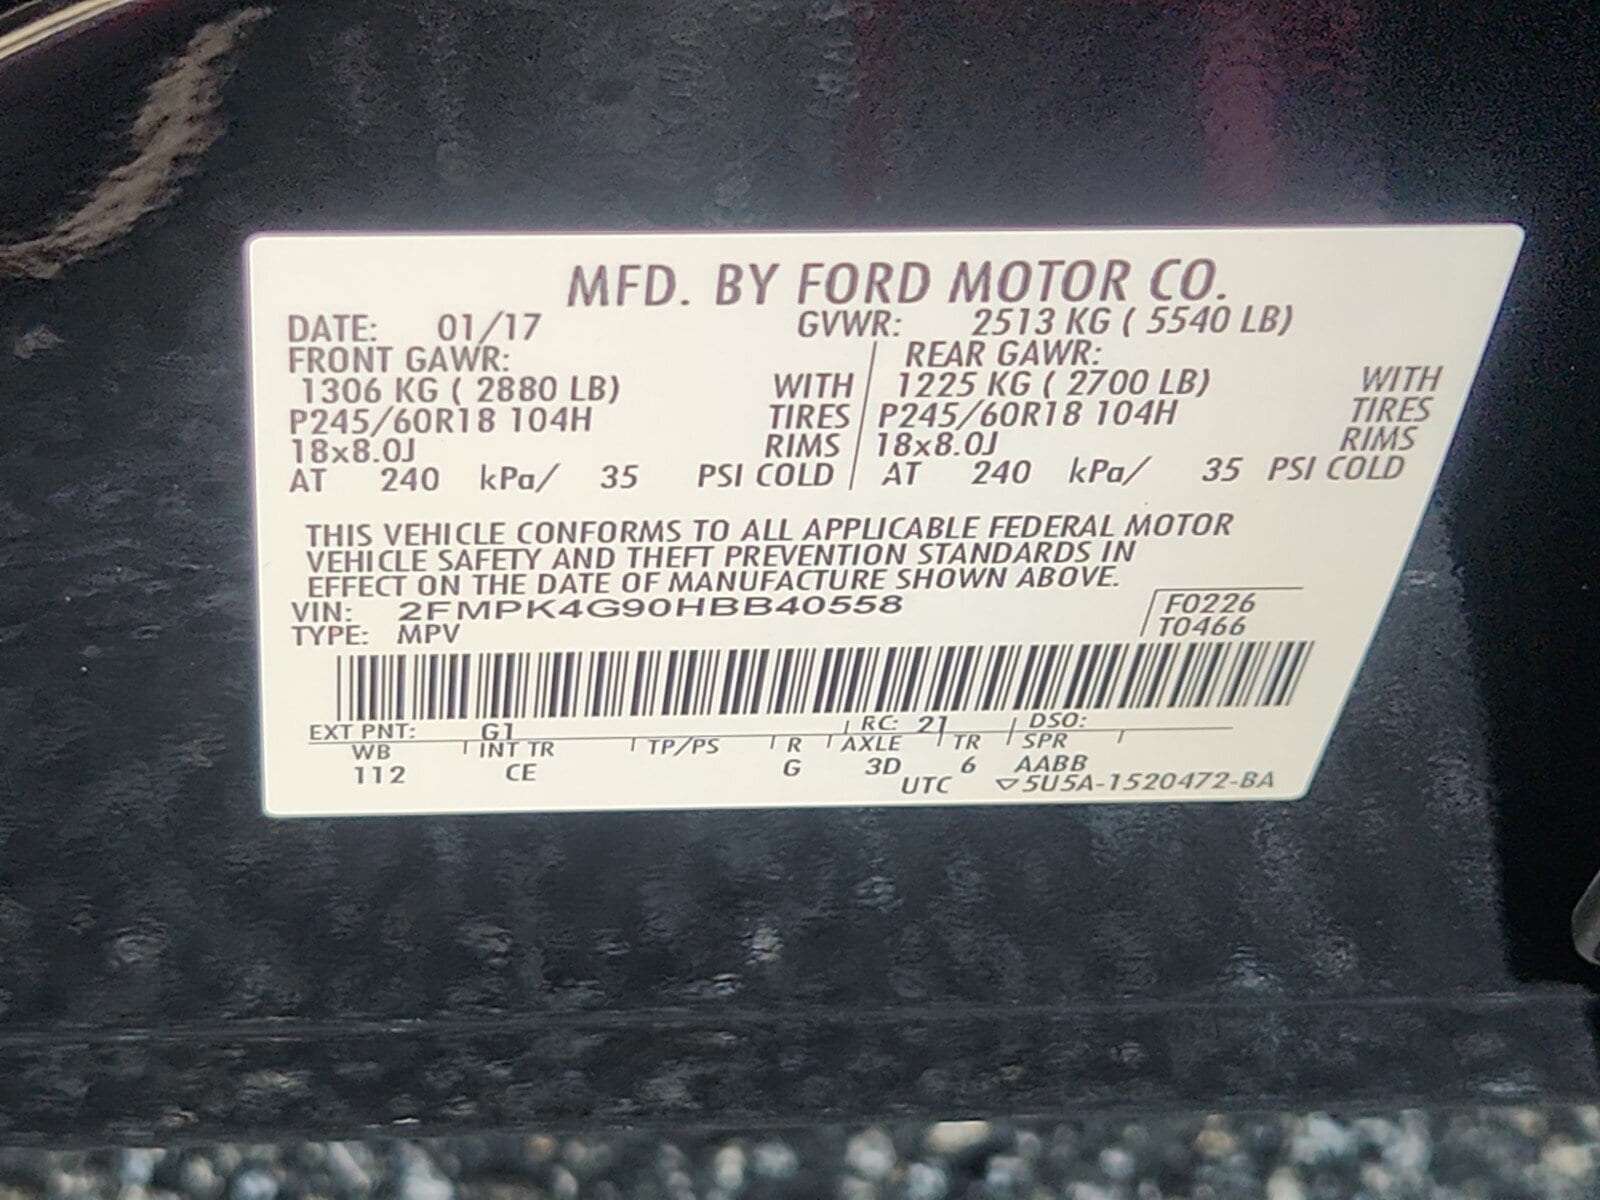 MFD. BY FORD MOTOR CO.
DATE: 01/17 GVWR: 2513 KG ( 5540 LB)
FRONT GAWR: REAR GAWR:
1306 KG ( 2880 LB) WITH 1225 KG ( 2700 LB) WITH
P245/60R18 104H TIRES P245/60R18 104H TIRES
18x8.0J RIMS 18x8.0J RIMS
AT 240 kPa/ 35 PSI COLD AT 240 kPa/ 35 PSI COLD
THIS VEHICLE CONFORMS TO ALL APPLICABLE FEDERAL MOTOR
VEHICLE SAFETY AND THEFT PREVENTION STANDARDS IN
EFFECT ON THE DATE OF MANUFACTURE SHOWN ABOVE.
VIN: 2FMPK4G90HBB40558 F0226
TYPE: MPV T0466
EXT PNT: G1 RC: 21 DSO:
WB INT TR TP/PS R AXLE TR SPR
112 CE G 3D 6 AABB
UTC ▽5U5A-1520472-BA